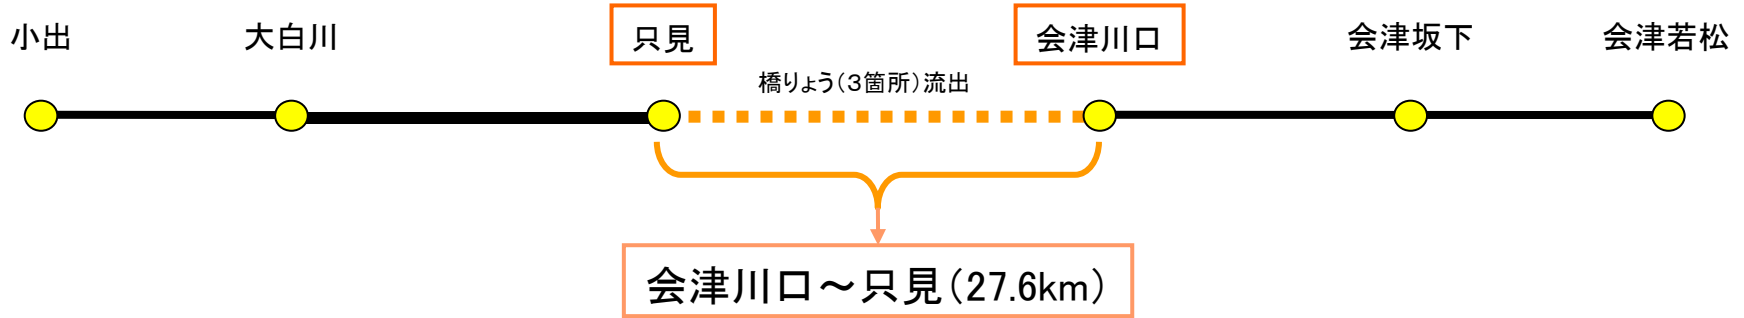 小出
大白川
只見
会津川口
会津坂下
会津若松
橋りょう（３箇所）流出
会津川口～只見（27.6km）